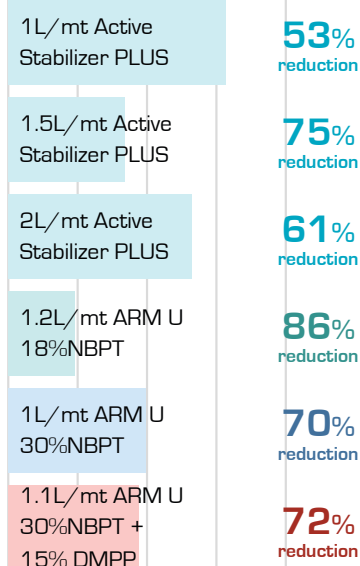 1L/mt Active
Stabilizer PLUS
53%
reduction
1.5L/mt Active
Stabilizer PLUS
75%
reduction
2L/mt Active
Stabilizer PLUS
61%
reduction
1.2L/mt ARM U
18%NBPT
86%
reduction
1L/mt ARM U
30%NBPT
70%
reduction
1.1L/mt ARM U
30%NBPT +
15% DMPP
72%
reduction